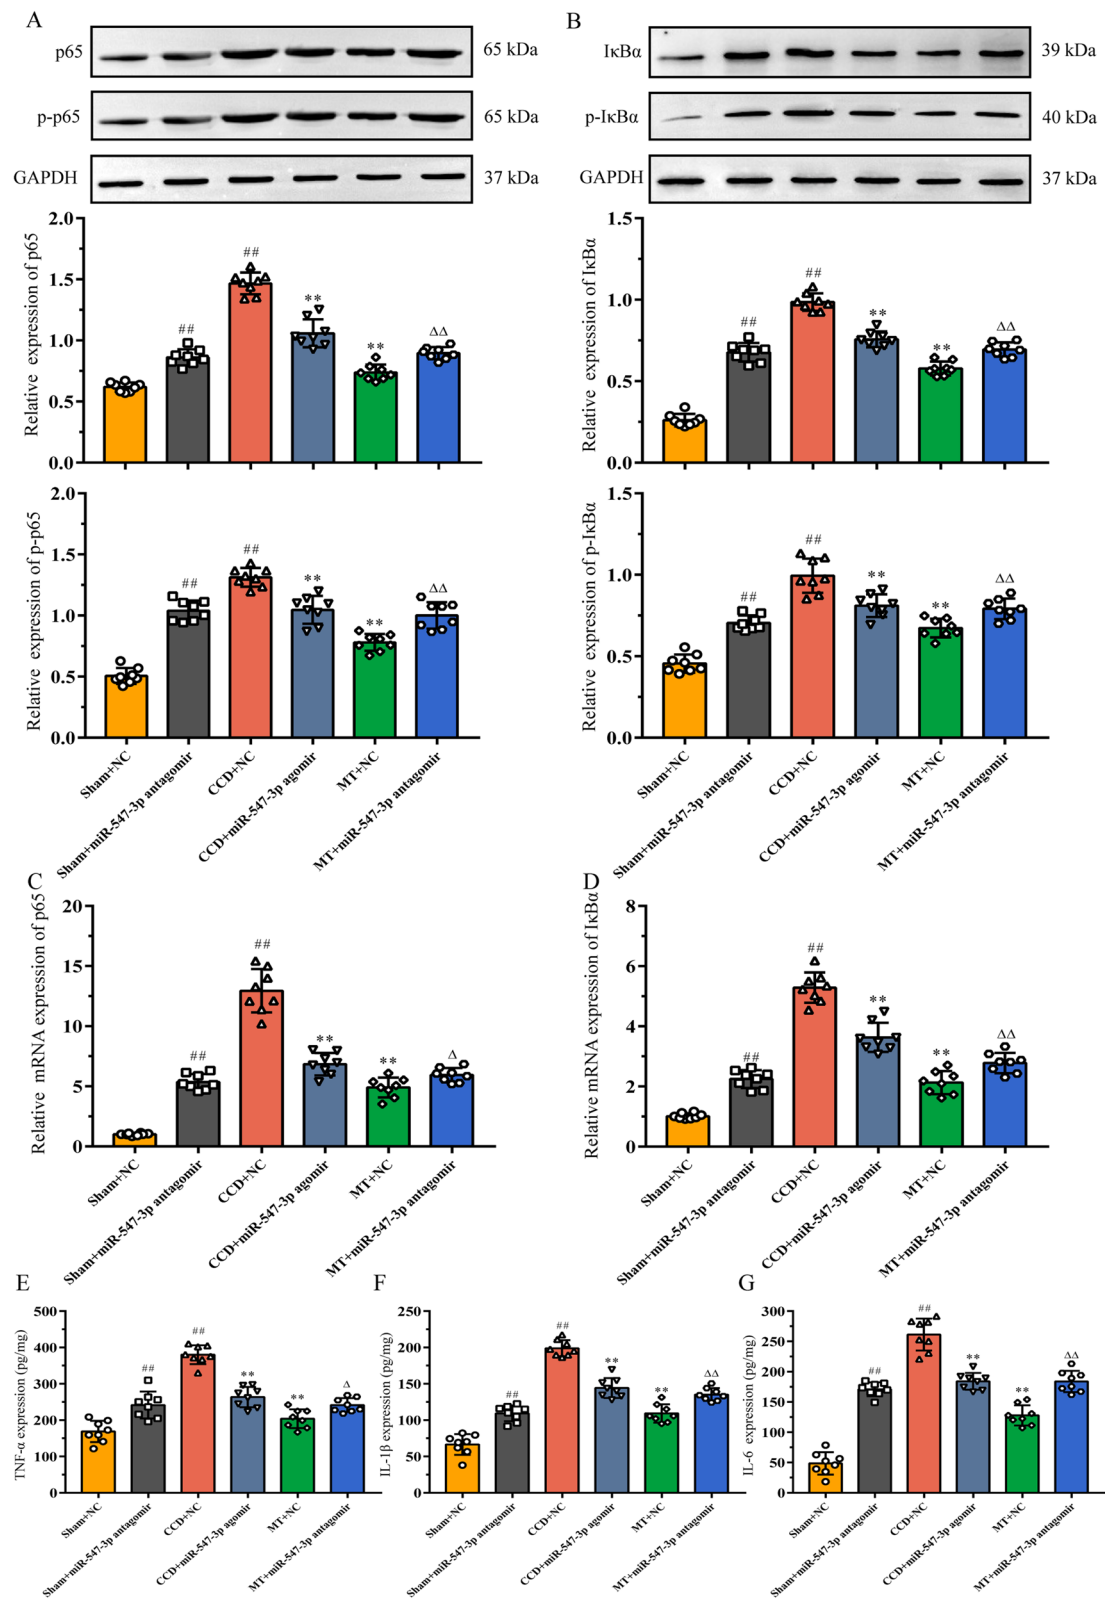 A
p65
65 kDa
p-p65
65 kDa
GAPDH
37 kDa
B
IκBα
39 kDa
p-IκBα
40 kDa
GAPDH
37 kDa
Relative expression of p65
2.0
1.5
1.0
0.5
0.0
##
##
**
**
ΔΔ
Relative expression of IκBα
1.5
1.0
0.5
0.0
##
##
**
**
ΔΔ
Relative expression of p-p65
2.0
1.5
1.0
0.5
0.0
##
##
**
**
ΔΔ
Sham+NC
Sham+miR-547-3p antagomir
CCD+NC
CCD+miR-547-3p agomir
MT+NC
MT+miR-547-3p antagomir
Relative expression of p-IκBα
1.5
1.0
0.5
0.0
##
##
**
**
ΔΔ
Sham+NC
Sham+miR-547-3p antagomir
CCD+NC
CCD+miR-547-3p agomir
MT+NC
MT+miR-547-3p antagomir
C
Relative mRNA expression of p65
20
15
10
5
0
##
##
**
**
Δ
Sham+NC
Sham+miR-547-3p antagomir
CCD+NC
CCD+miR-547-3p agomir
MT+NC
MT+miR-547-3p antagomir
D
Relative mRNA expression of IκBα
8
6
4
2
0
##
##
**
**
ΔΔ
Sham+NC
Sham+miR-547-3p antagomir
CCD+NC
CCD+miR-547-3p agomir
MT+NC
MT+miR-547-3p antagomir
E
TNF-α expression (pg/mg)
500
400
300
200
100
0
##
##
**
**
Δ
Sham+NC
Sham+miR-547-3p antagomir
CCD+NC
CCD+miR-547-3p agomir
MT+NC
MT+miR-547-3p antagomir
F
IL-1β expression (pg/mg)
250
200
150
100
50
0
##
##
**
**
ΔΔ
Sham+NC
Sham+miR-547-3p antagomir
CCD+NC
CCD+miR-547-3p agomir
MT+NC
MT+miR-547-3p antagomir
G
IL-6 expression (pg/mg)
300
250
200
150
100
50
0
##
##
**
**
ΔΔ
Sham+NC
Sham+miR-547-3p antagomir
CCD+NC
CCD+miR-547-3p agomir
MT+NC
MT+miR-547-3p antagomir